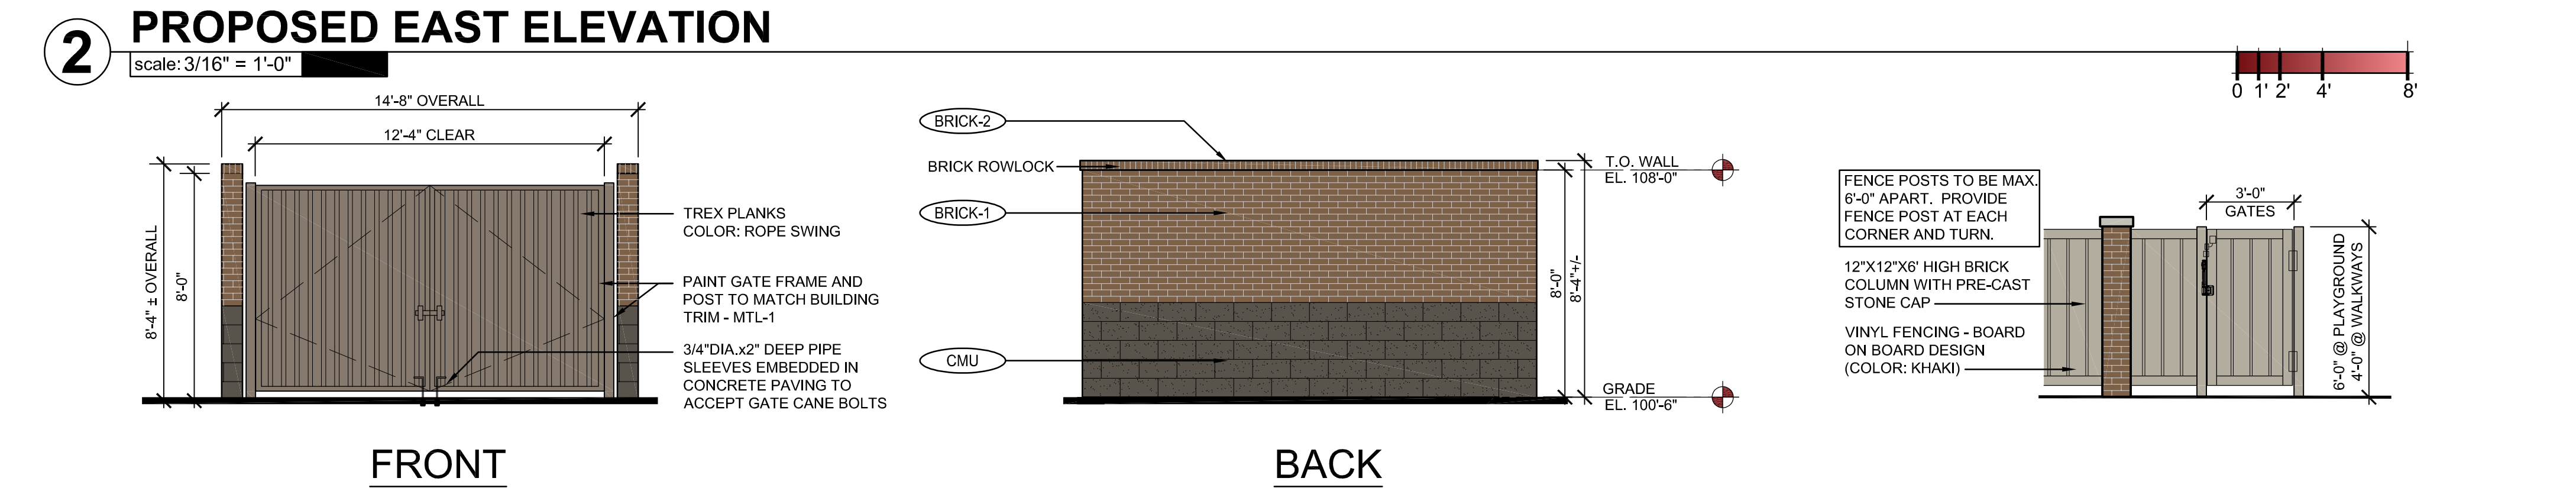 2
PROPOSED EAST ELEVATION
scale: 3/16" = 1'-0"
0 1' 2' 4' 8'
14'-8" OVERALL
12'-4" CLEAR
8'-4" ± OVERALL
8'-0"
TREX PLANKS
COLOR: ROPE SWING
PAINT GATE FRAME AND
POST TO MATCH BUILDING
TRIM - MTL-1
3/4"DIA.x2" DEEP PIPE
SLEEVES EMBEDDED IN
CONCRETE PAVING TO
ACCEPT GATE CANE BOLTS
FRONT
BRICK-2
BRICK ROWLOCK
BRICK-1
CMU
8'-0"
8'-4"+/-
T.O. WALL
EL. 108'-0"
GRADE
EL. 100'-6"
BACK
FENCE POSTS TO BE MAX.
6'-0" APART. PROVIDE
FENCE POST AT EACH
CORNER AND TURN.
12"X12"X6' HIGH BRICK
COLUMN WITH PRE-CAST
STONE CAP
VINYL FENCING - BOARD
ON BOARD DESIGN
(COLOR: KHAKI)
3'-0"
GATES
6'-0" @ PLAYGROUND
4'-0" @ WALKWAYS